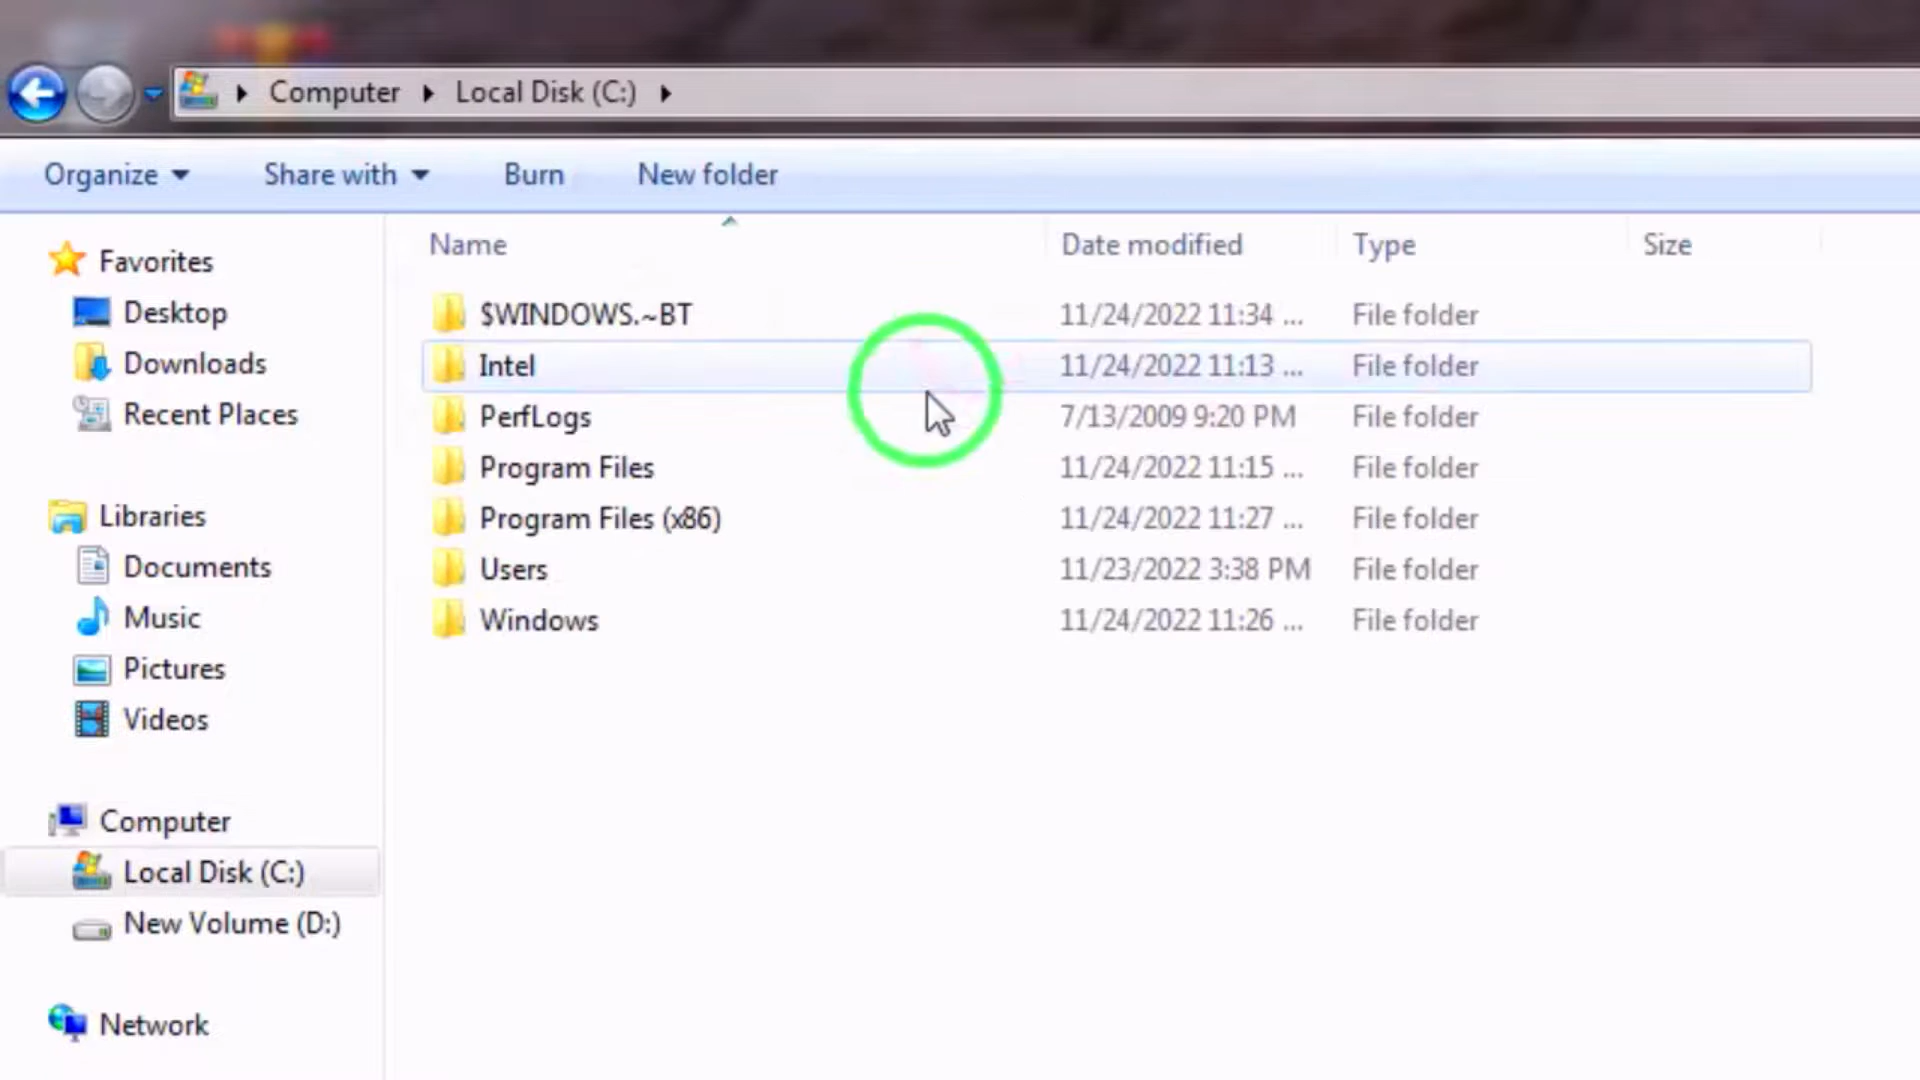 Computer Local Disk (C:)
Organize Share with Burn New folder
Favorites
Desktop
Downloads
Recent Places
Libraries
Documents
Music
Pictures
Videos
Computer
Local Disk (C:)
New Volume (D:)
Network
Name Date modified Type Size
$WINDOWS.~BT 11/24/2022 11:34 ... File folder
Intel 11/24/2022 11:13 ... File folder
PerfLogs 7/13/2009 9:20 PM File folder
Program Files 11/24/2022 11:15 ... File folder
Program Files (x86) 11/24/2022 11:27 ... File folder
Users 11/23/2022 3:38 PM File folder
Windows 11/24/2022 11:26 ... File folder